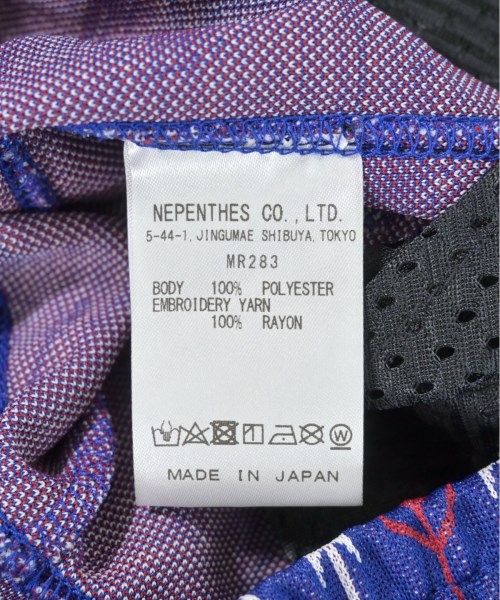 NEPENTHES CO., LTD.
5-44-1, JINGUMAE SHIBUYA, TOKYO
MR283
BODY 100% POLYESTER
EMBROIDERY YARN
100% RAYON
W
MADE IN JAPAN